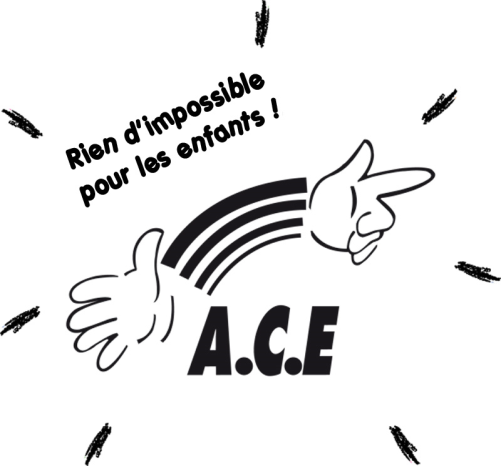 Rien d'impossible
pour les enfants !
A.C.E